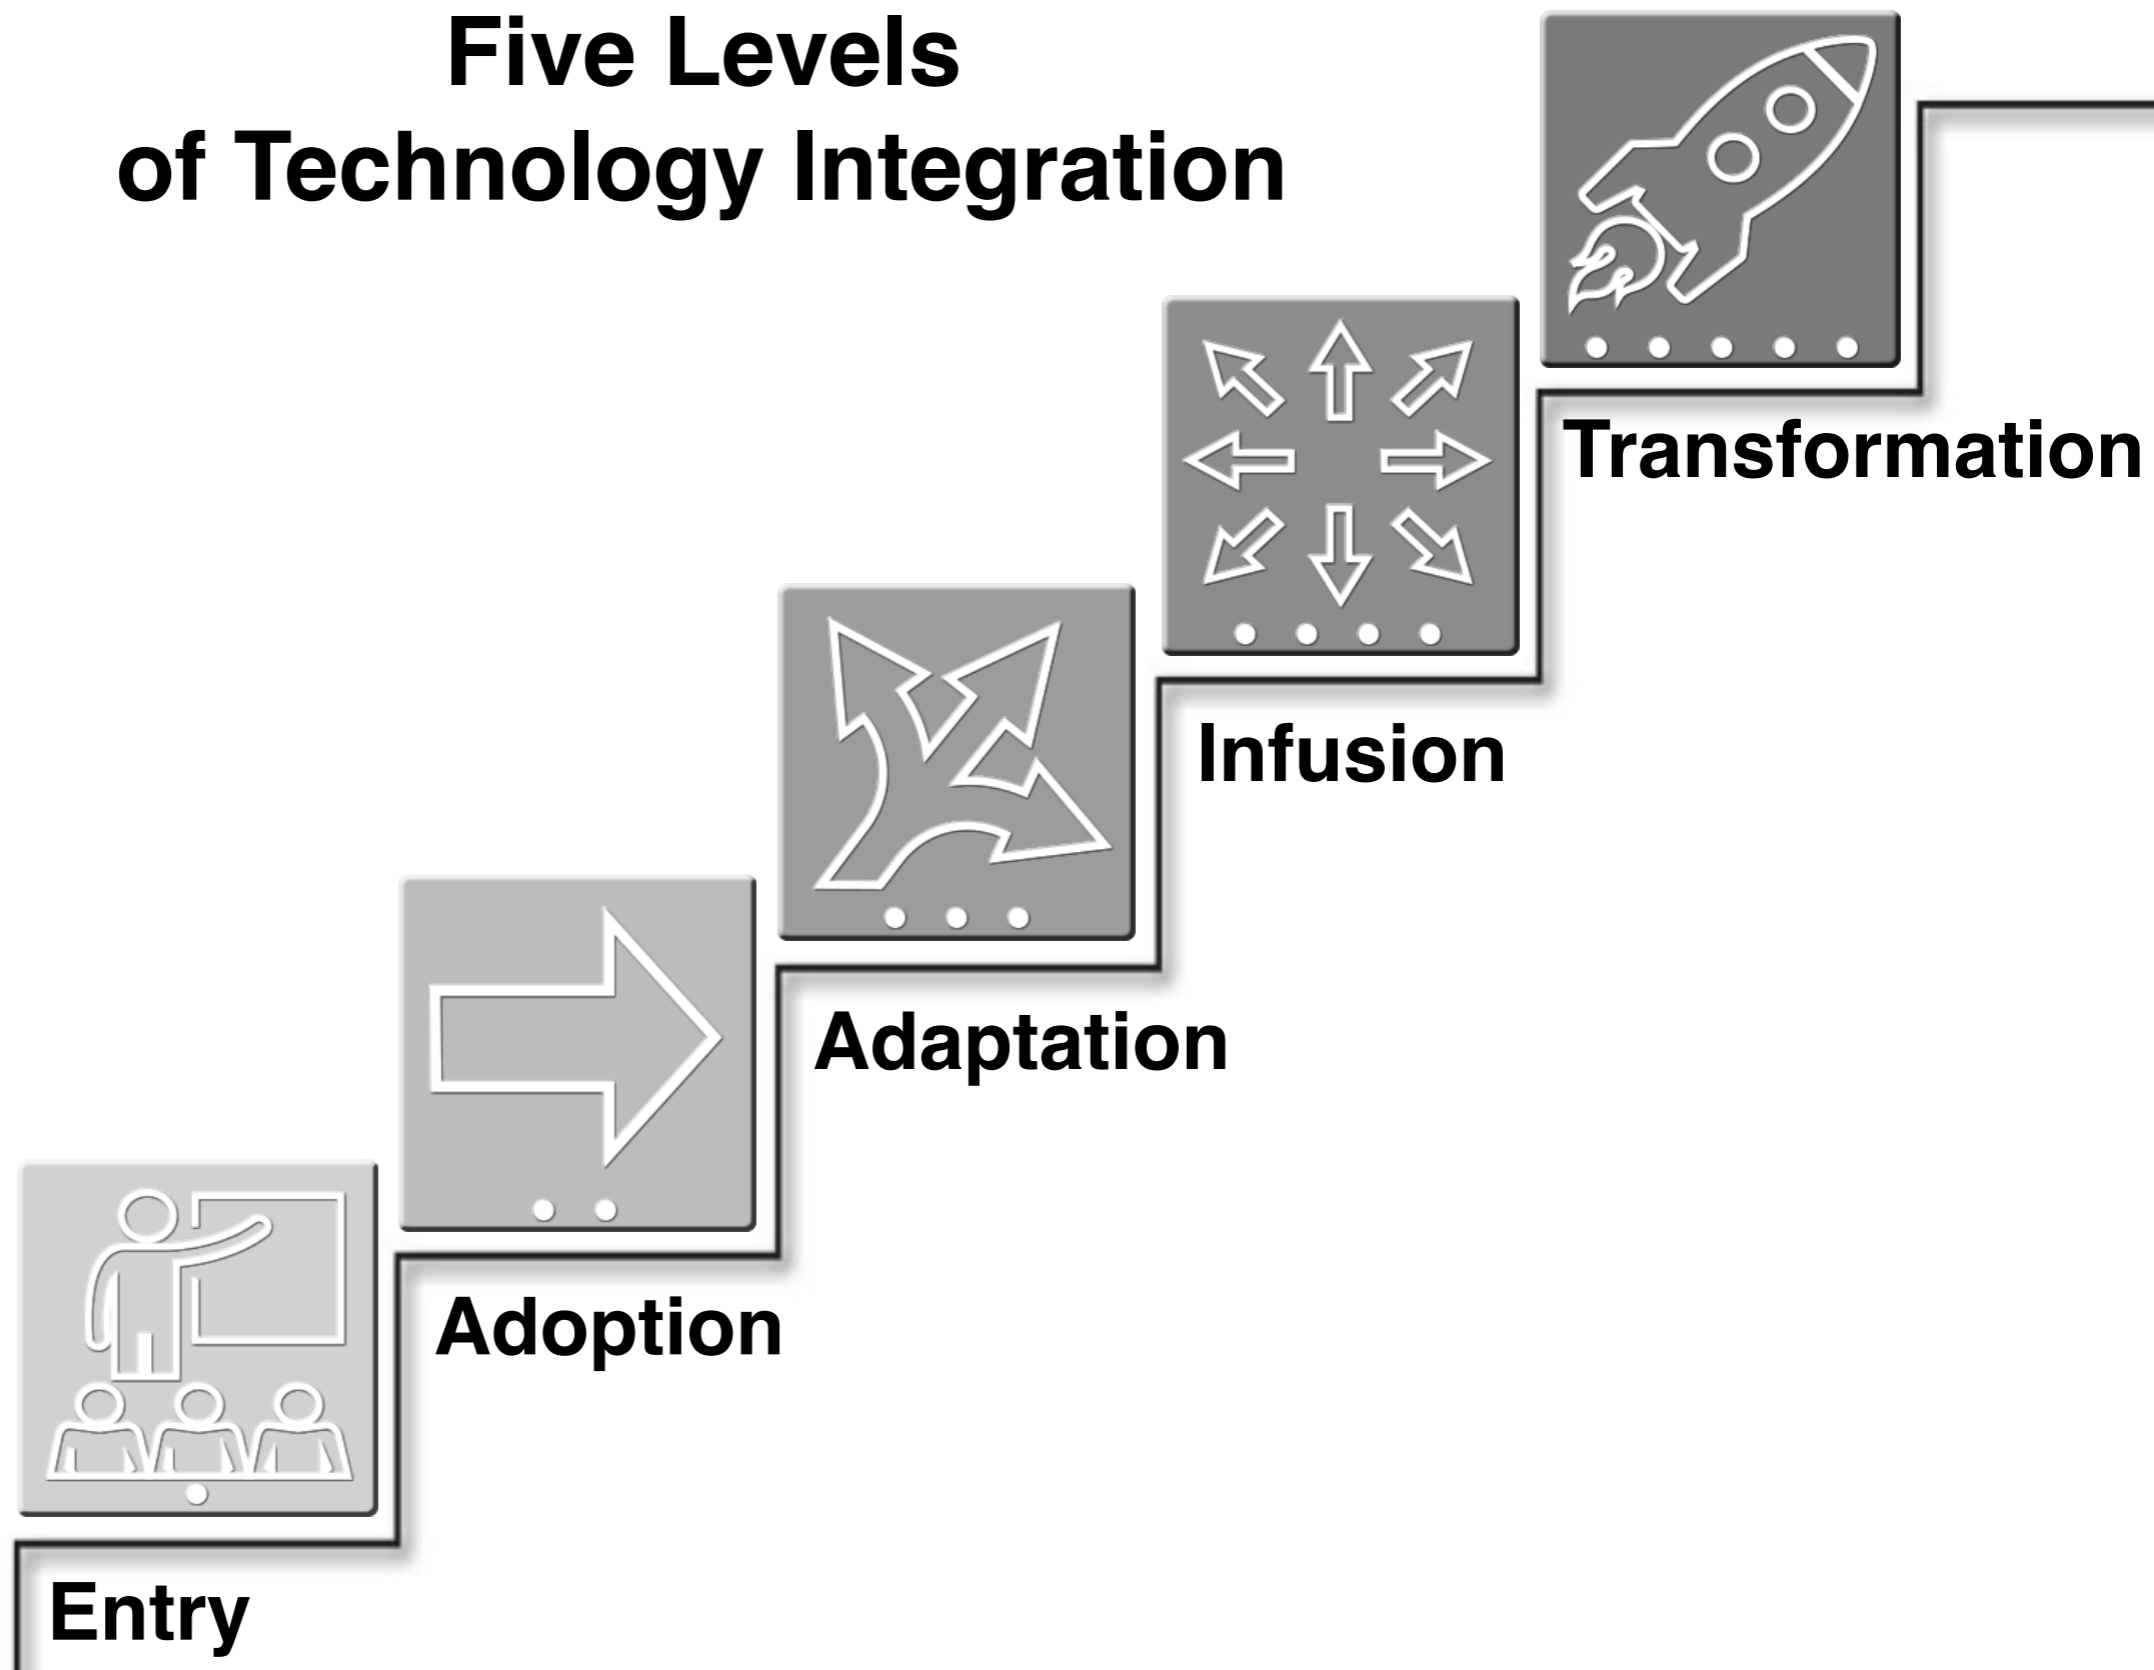 Five Levels
of Technology Integration
Transformation
Infusion
Adaptation
Adoption
Entry